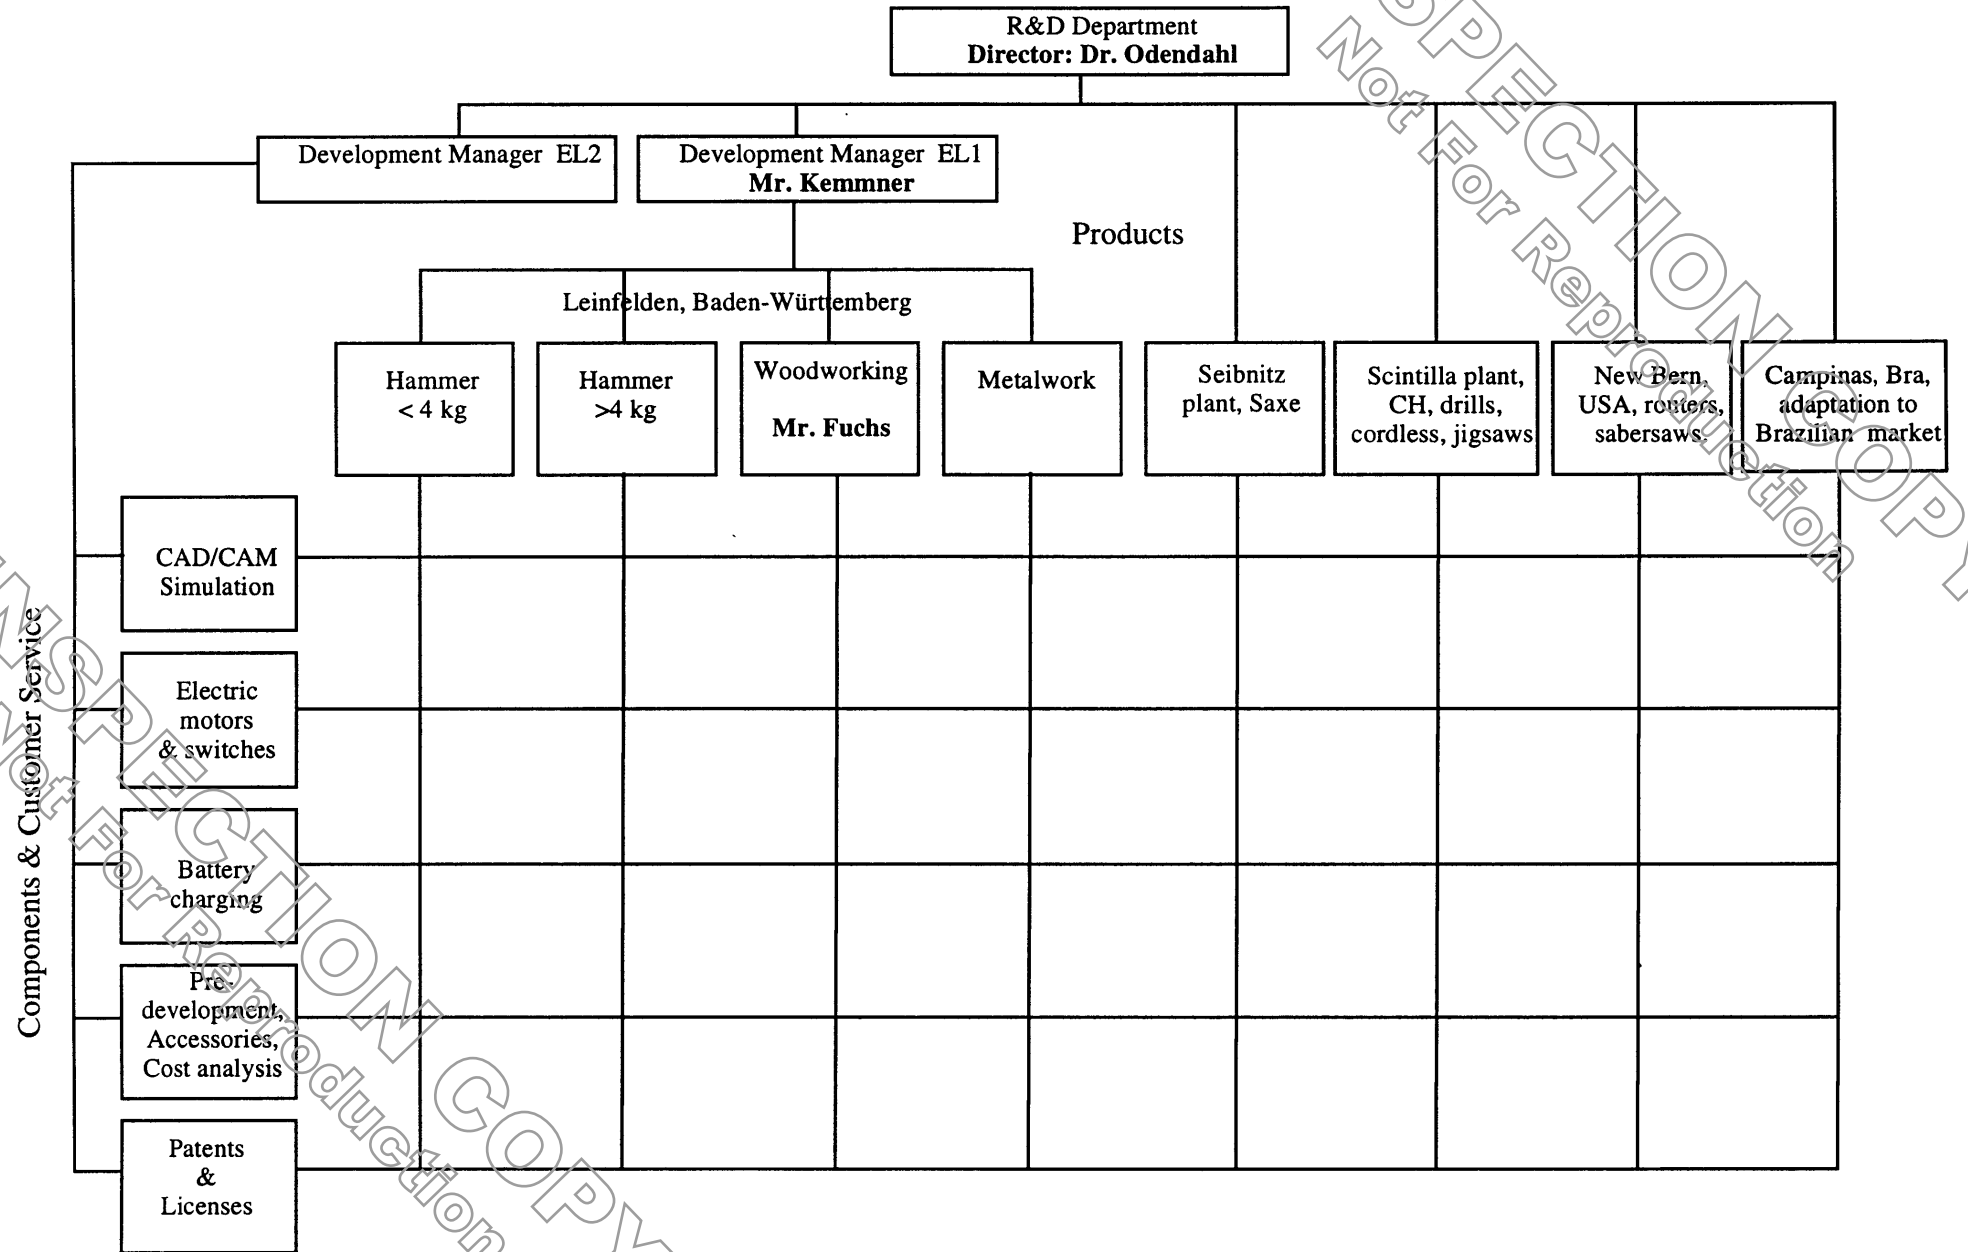 R&D Department
Director: Dr. Odendahl
Development Manager EL2
Development Manager EL1
Mr. Kemmner
Products
Leinfelden, Baden-Württemberg
Hammer
< 4 kg
Hammer
>4 kg
Woodworking
Mr. Fuchs
Metalwork
Seibnitz
plant, Saxe
Scintilla plant,
CH, drills,
cordless, jigsaws
New Bern,
USA, routers,
sabersaws.
Campinas, Bra,
adaptation to
Brazilian market
Components & Customer Service
CAD/CAM
Simulation
Electric
motors
& switches
Battery
charging
Pre-
development,
Accessories,
Cost analysis
Patents
&
Licenses
INSPECTION COPY
Not For Reproduction
SPECTION COPY
Not For Reproduction